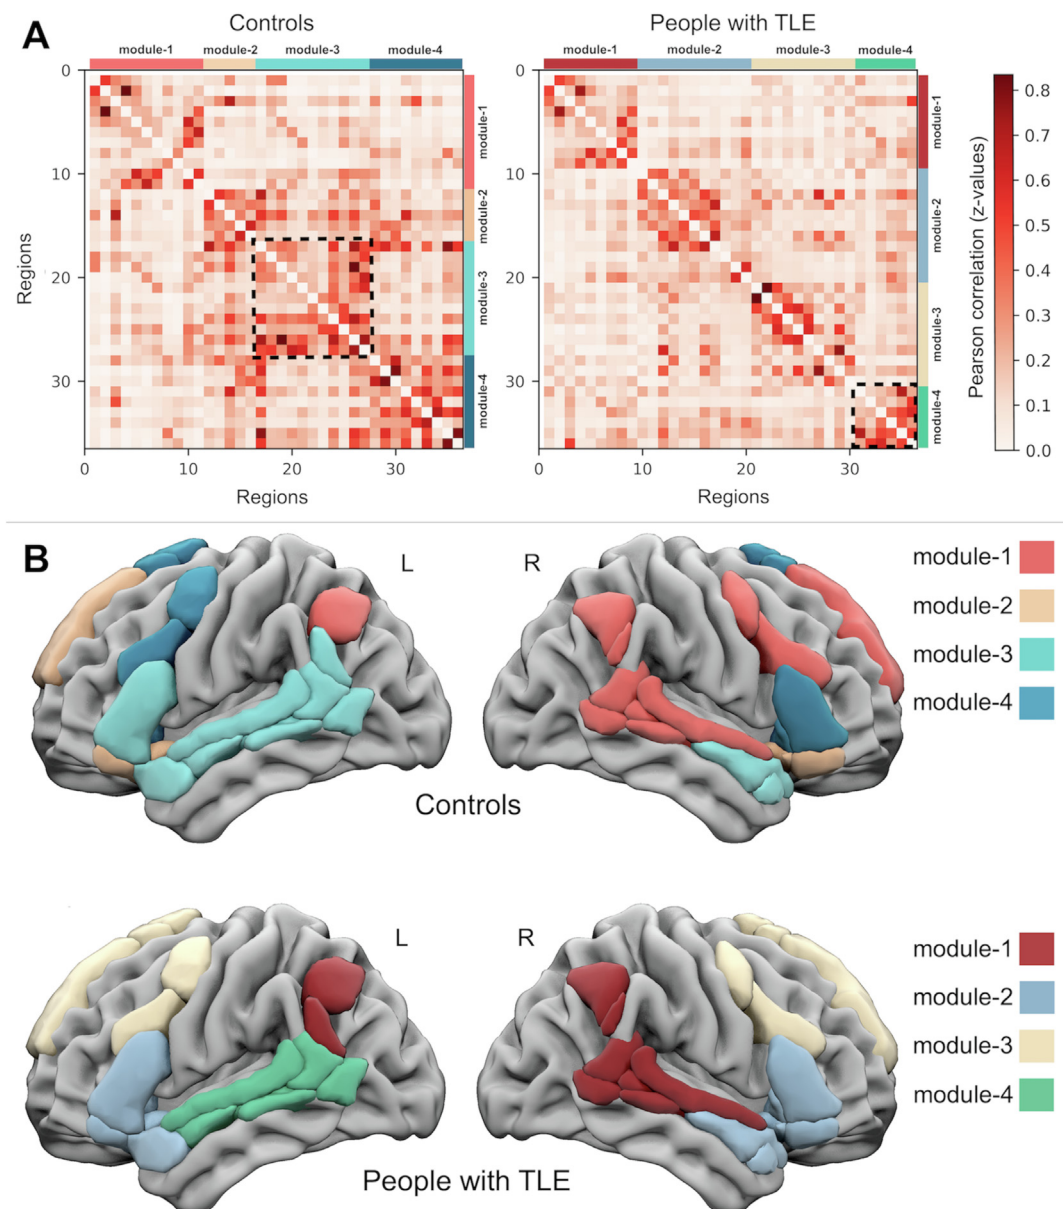 A
Controls
People with TLE
module-1 module-2 module-3 module-4
module-1 module-2 module-3 module-4
0
10
20
30
Regions
0 10 20 30
Regions
module-1
module-2
module-3
module-4
0
10
20
30
0 10 20 30
Regions
module-1
module-2
module-3
module-4
0.8
0.7
0.6
0.5
0.4
0.3
0.2
0.1
0.0
Pearson correlation (z-values)
B
L
R
module-1
module-2
module-3
module-4
Controls
L
R
module-1
module-2
module-3
module-4
People with TLE